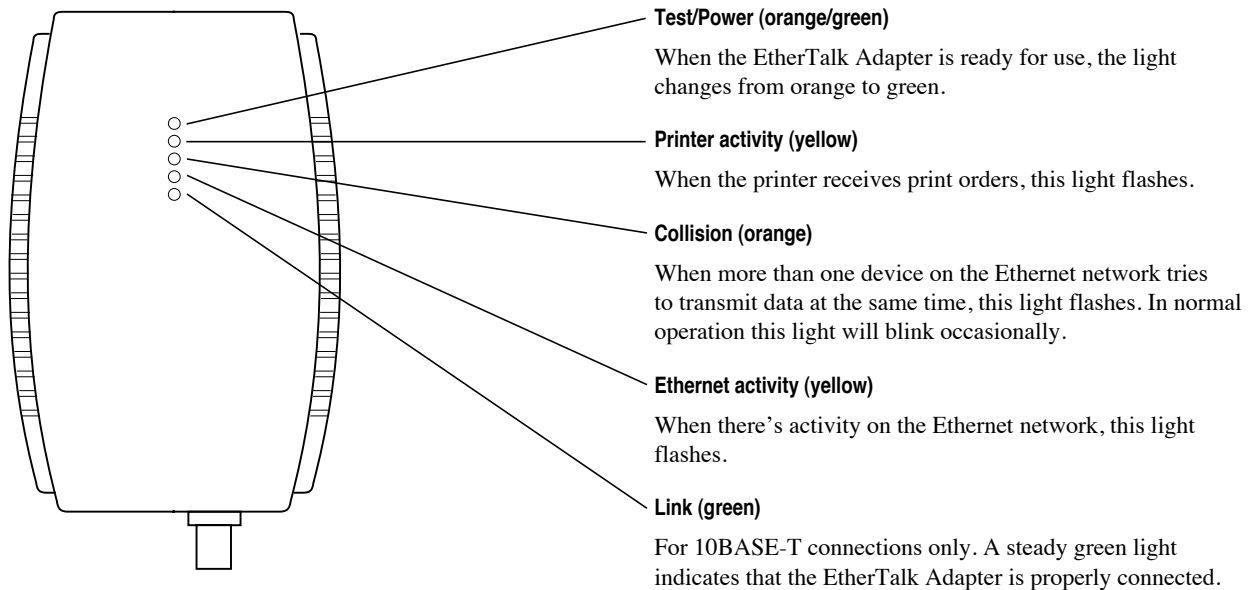 Test/Power (orange/green)
When the EtherTalk Adapter is ready for use, the light
changes from orange to green.
Printer activity (yellow)
When the printer receives print orders, this light flashes.
Collision (orange)
When more than one device on the Ethernet network tries
to transmit data at the same time, this light flashes. In normal
operation this light will blink occasionally.
Ethernet activity (yellow)
When there’s activity on the Ethernet network, this light
flashes.
Link (green)
For 10BASE-T connections only. A steady green light
indicates that the EtherTalk Adapter is properly connected.